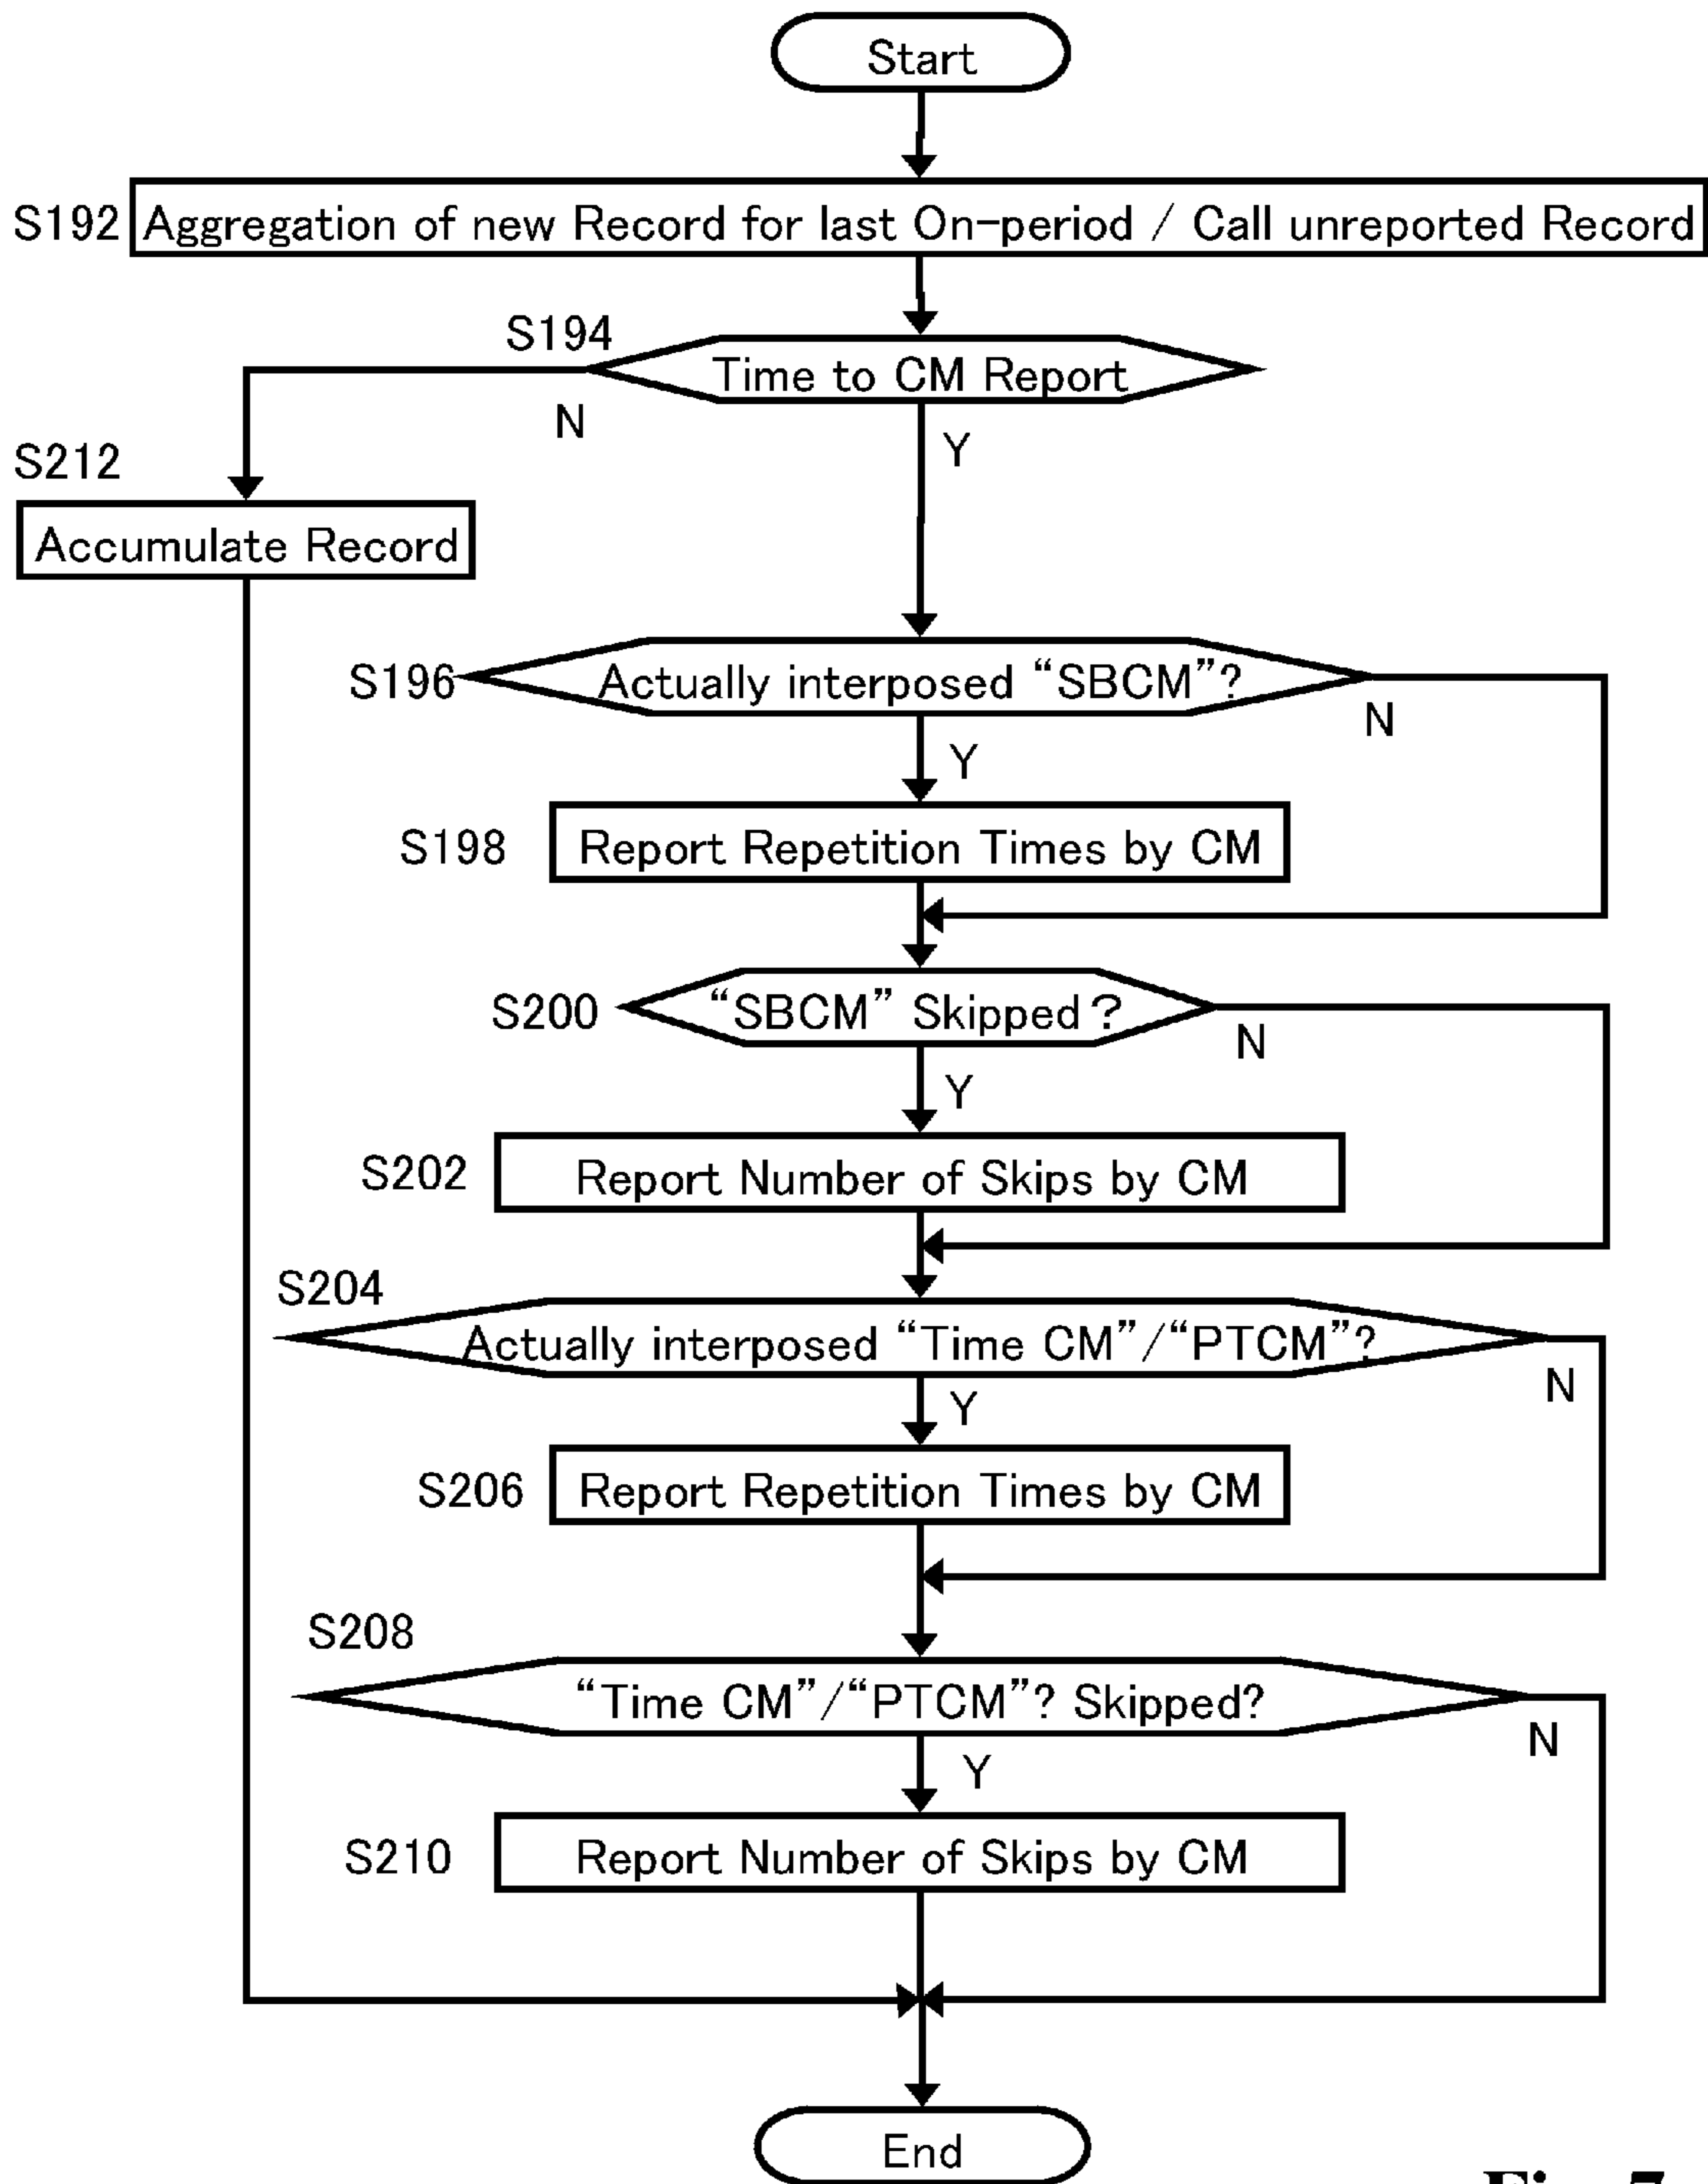 Start
S192 Aggregation of new Record for last On-period / Call unreported Record
S194
Time to CM Report
N
Y
S212
Accumulate Record
S196 Actually interposed “SBCM”?
N
Y
S198 Report Repetition Times by CM
S200 “SBCM” Skipped?
N
Y
S202 Report Number of Skips by CM
S204
Actually interposed “Time CM”/“PTCM”?
N
Y
S206 Report Repetition Times by CM
S208
“Time CM”/“PTCM”? Skipped?
N
Y
S210 Report Number of Skips by CM
End